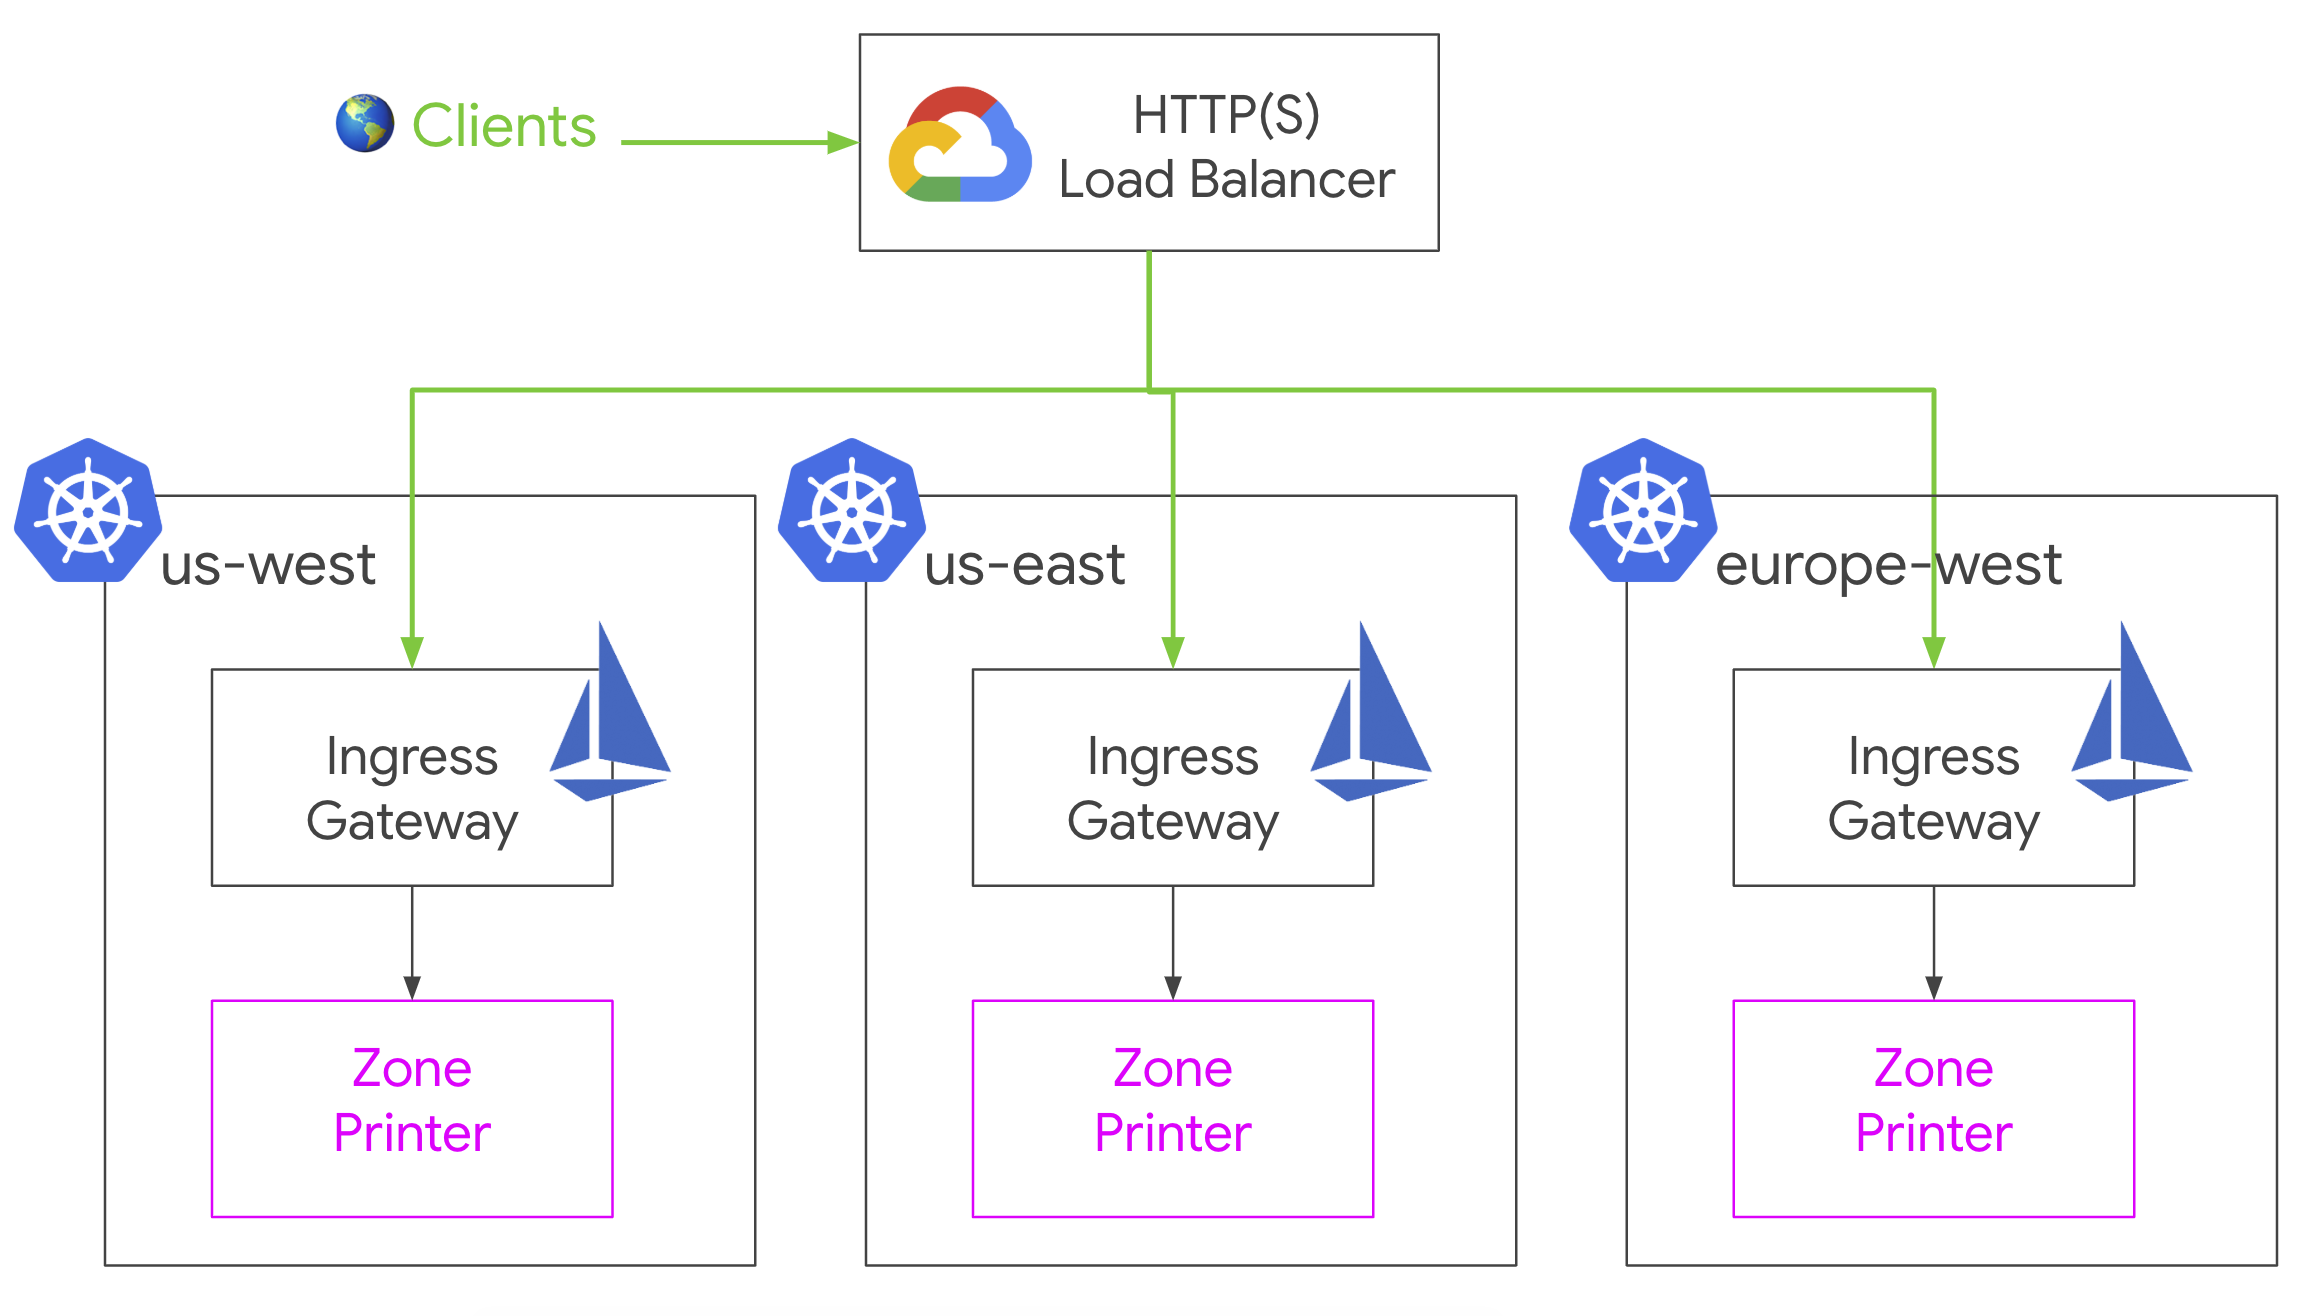 Clients
HTTP(S)
Load Balancer
us-west
us-east
europe-west
Ingress
Gateway
Ingress
Gateway
Ingress
Gateway
Zone
Printer
Zone
Printer
Zone
Printer